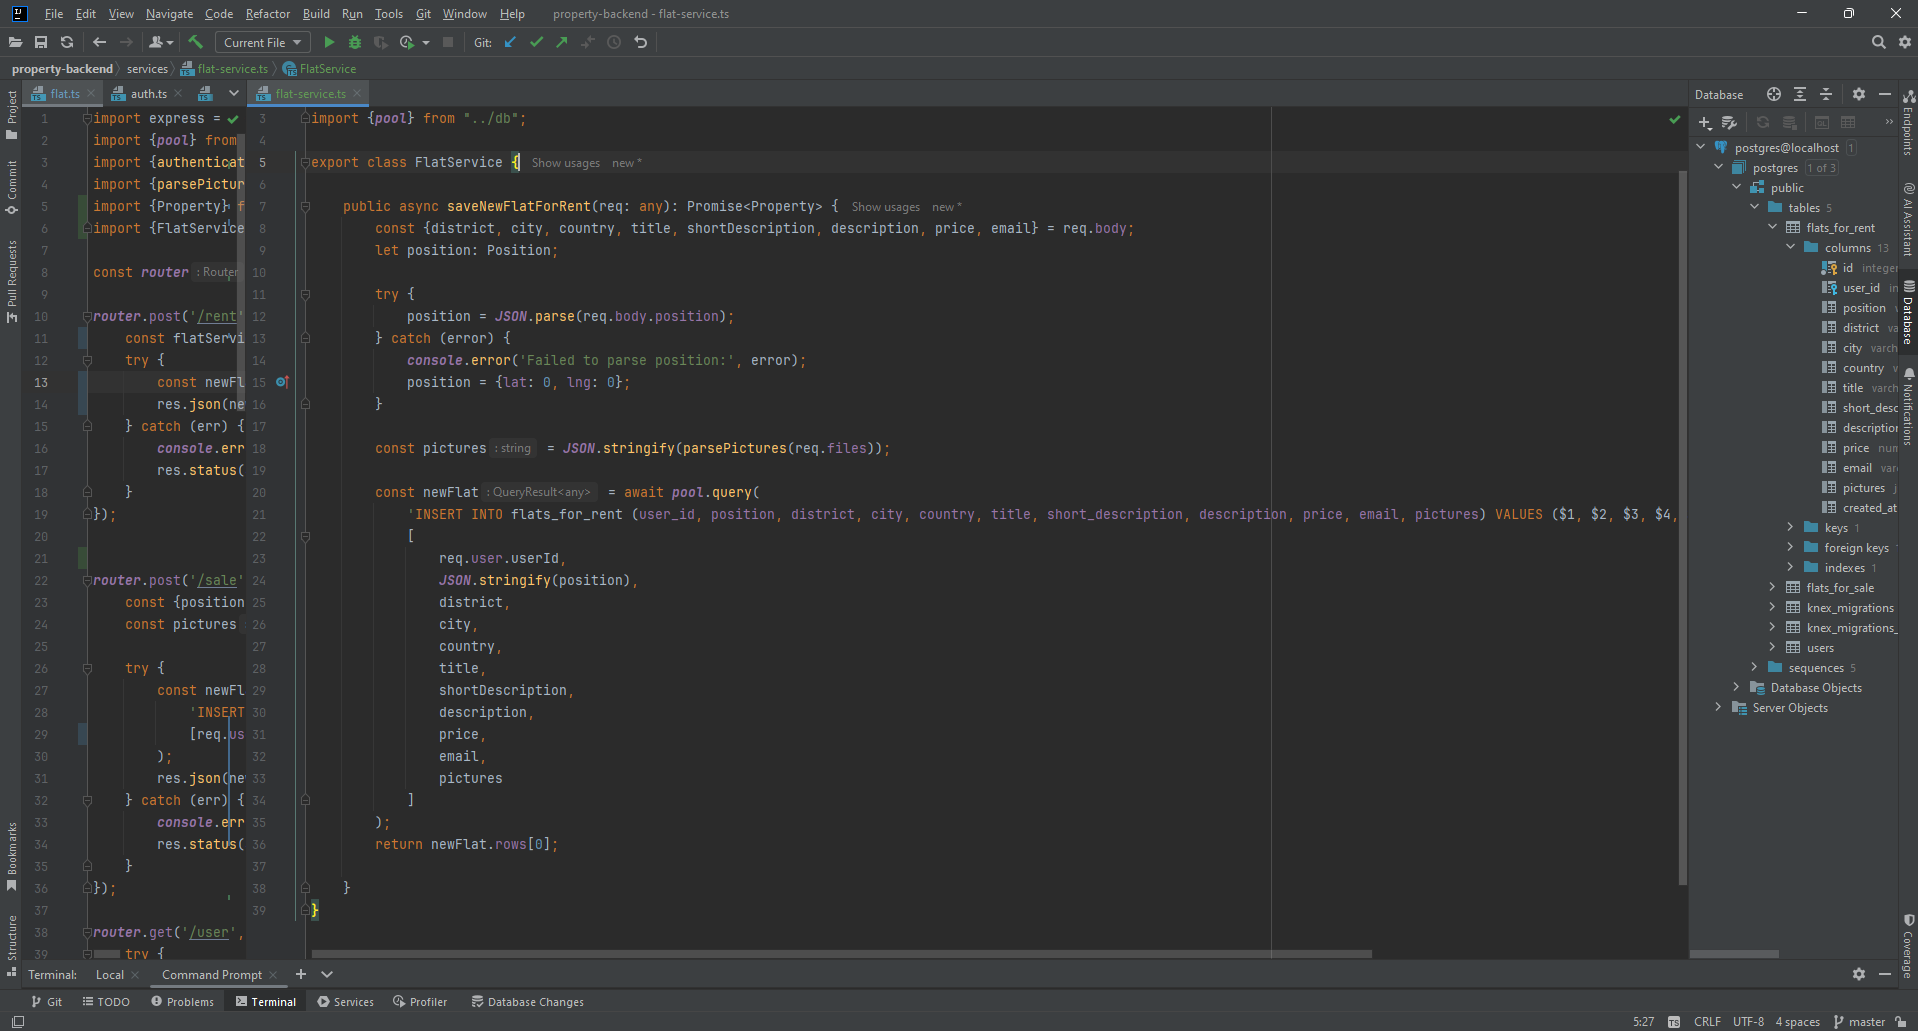 File Edit View Navigate Code Refactor Build Run Tools Git Window Help property-backend - flat-service.ts
Current File Git:
property-backend services flat-service.ts FlatService
flat.ts auth.ts flat-service.ts
Project
Commit
Pull Requests
Bookmarks
Structure
1 import express =
2 import {pool} from
3 import {authenticat
4 import {parsePictur
5 import {Property} f
6 import {FlatService
7
8 const router : Router
9
10 router.post('/rent'
11 const flatServi
12 try {
13 const newFl
14 res.json(ne
15 } catch (err) {
16 console.err
17 res.status(
18 }
19 });
20
21
22 router.post('/sale'
23 const {position
24 const pictures
25
26 try {
27 const newFl
28 'INSERT
29 [req.us
30 );
31 res.json(ne
32 } catch (err) {
33 console.err
34 res.status(
35 }
36 });
37
38 router.get('/user',
39 try {
3 import {pool} from "../db";
4
5 export class FlatService { Show usages new *
6
7 public async saveNewFlatForRent(req: any): Promise<Property> { Show usages new *
8 const {district, city, country, title, shortDescription, description, price, email} = req.body;
9 let position: Position;
10
11 try {
12 position = JSON.parse(req.body.position);
13 } catch (error) {
14 console.error('Failed to parse position:', error);
15 position = {lat: 0, lng: 0};
16 }
17
18 const pictures : string = JSON.stringify(parsePictures(req.files));
19
20 const newFlat : QueryResult<any> = await pool.query(
21 'INSERT INTO flats_for_rent (user_id, position, district, city, country, title, short_description, description, price, email, pictures) VALUES ($1, $2, $3, $4,
22 [
23 req.user.userId,
24 JSON.stringify(position),
25 district,
26 city,
27 country,
28 title,
29 shortDescription,
30 description,
31 price,
32 email,
33 pictures
34 ]
35 );
36 return newFlat.rows[0];
37
38 }
39 }
Database
postgres@localhost 1
postgres 1 of 3
public
tables 5
flats_for_rent
columns 13
id integer
user_id in
position v
district va
city varch
country v
title varch
short_desc
description
price num
email var
pictures j
created_at
keys 1
foreign keys
indexes 1
flats_for_sale
knex_migrations
knex_migrations_
users
sequences 5
Database Objects
Server Objects
Endpoints
AI Assistant
Database
Notifications
Coverage
Terminal: Local Command Prompt
Git TODO Problems Terminal Services Profiler Database Changes
5:27 CRLF UTF-8 4 spaces master